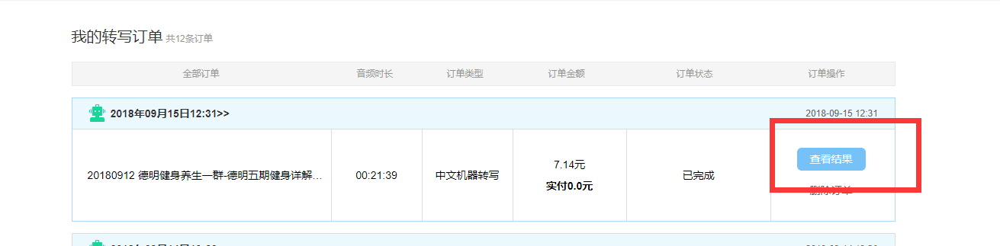 我的转写订单 共12条订单
全部订单 音频时长 订单类型 订单金额 订单状态 订单操作
2018年09月15日12:31>> 2018-09-15 12:31
20180912 德明健身养生一群-德明五期健身详解... 00:21:39 中文机器转写 7.14元 已完成 查看结果
实付0.0元
删除订单